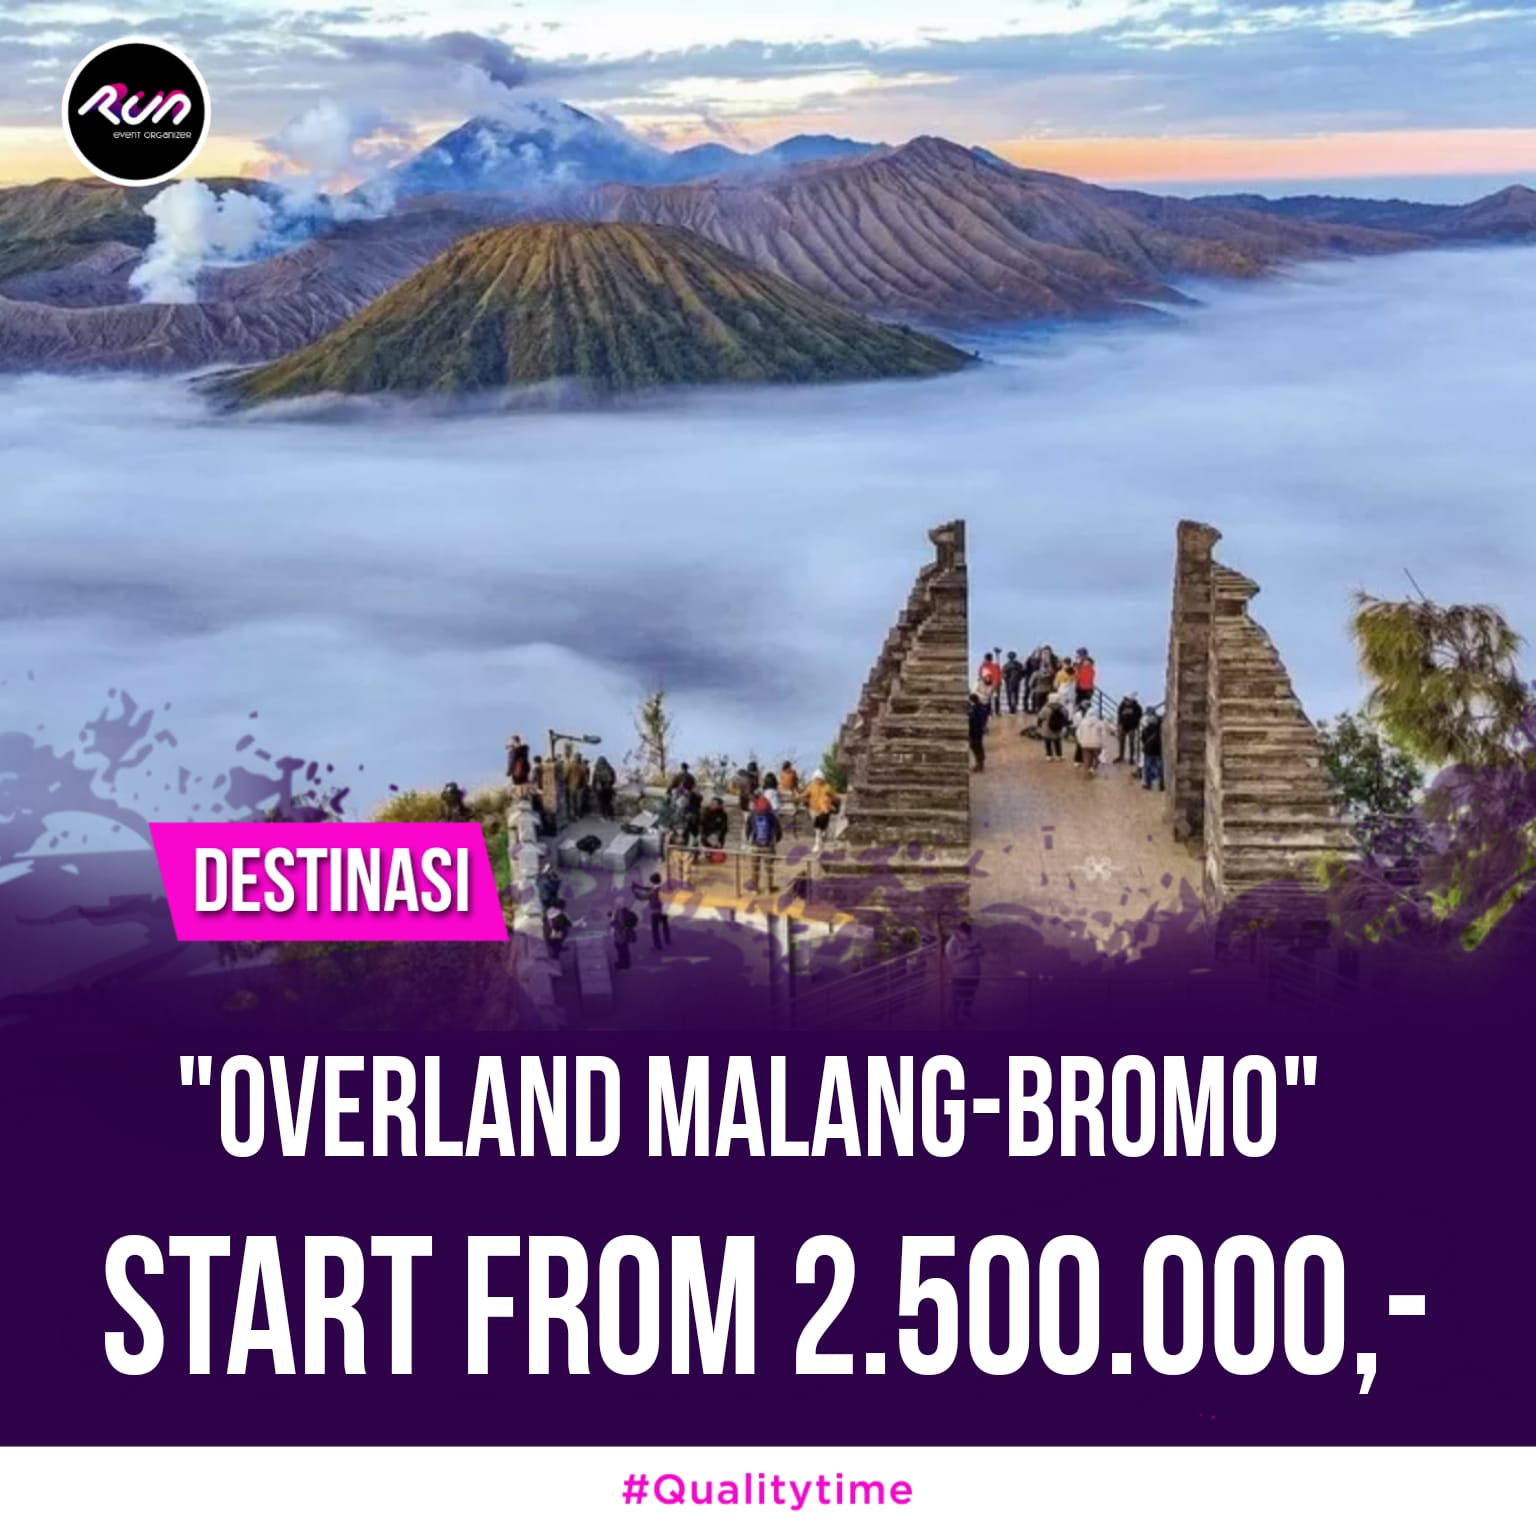 Run
EVENT ORGANIZER
DESTINASI
"OVERLAND MALANG-BROMO"
START FROM 2.500.000,-
#Qualitytime